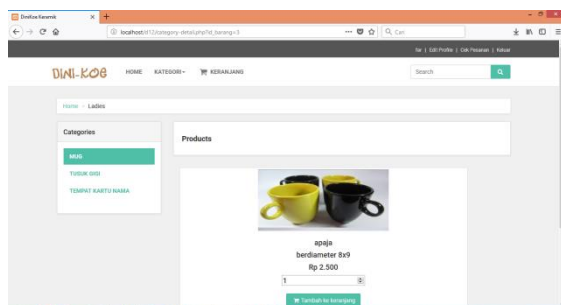 DiniKoe Keramik
localhost/t12/category-detail.php?id_barang=3
Cari
Edit Profile | Cek Pesanan | Keluar
DINI-KOE
HOME KATEGORI KERANJANG
Search
Home > Ladies
Categories
Products
MUG
TUSUK GIGI
TEMPAT KARTU NAMA
apaja
berdiameter 8x9
Rp 2.500
1
Tambah ke keranjang